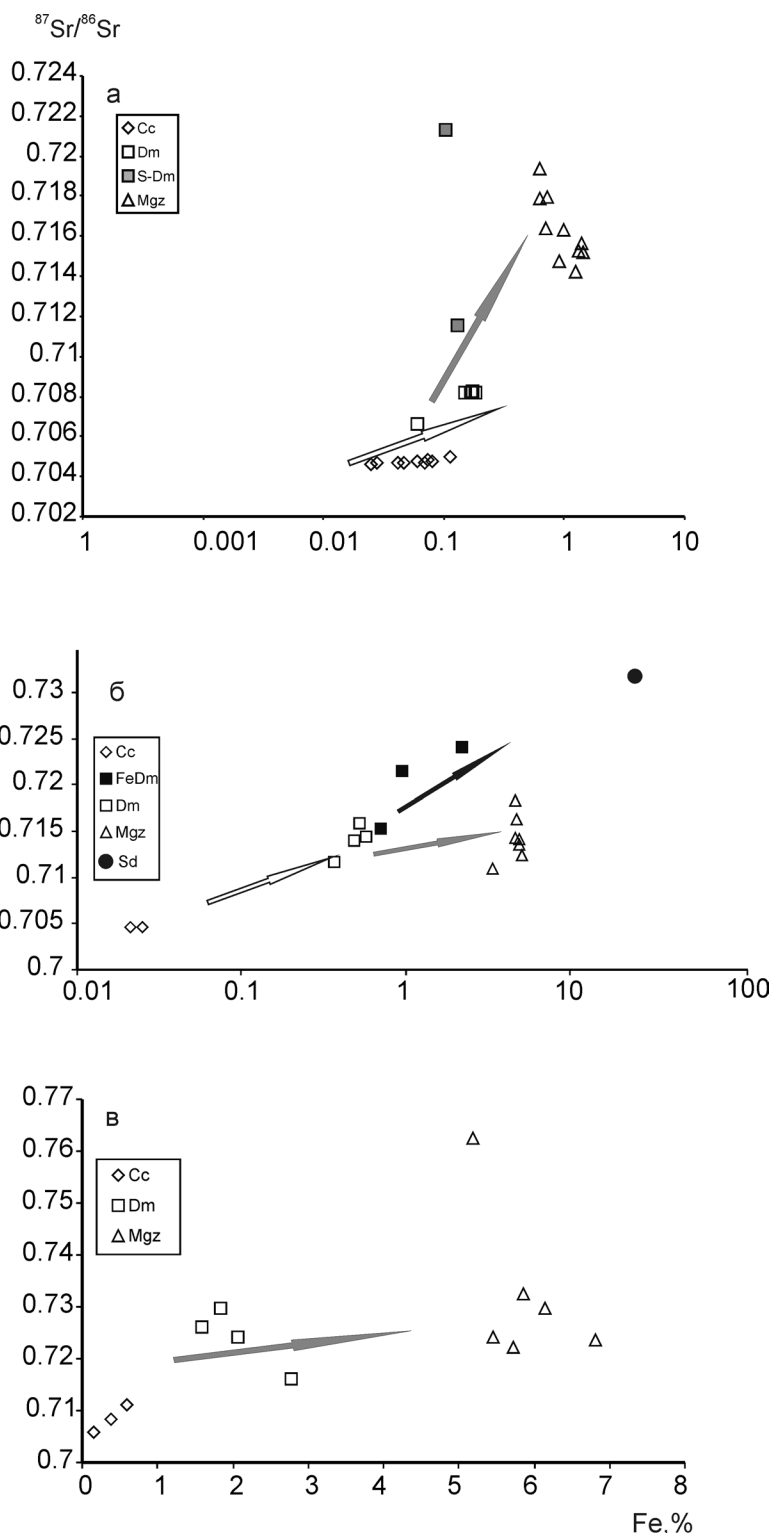 87Sr/86Sr
0.724
а
0.722
Cc
Dm
0.72
S-Dm
0.718
Mgz
0.716
0.714
0.712
0.71
0.708
0.706
0.704
0.702
1 0.001 0.01 0.1 1 10
б
0.73
Cc
0.725
FeDm
0.72
Dm
0.715
Mgz
0.71
Sd
0.705
0.7
0.01 0.1 1 10 100
0.77
в
0.76
Cc
0.75
Dm
0.74
Mgz
0.73
0.72
0.71
0.7
0 1 2 3 4 5 6 7 8
Fe,%